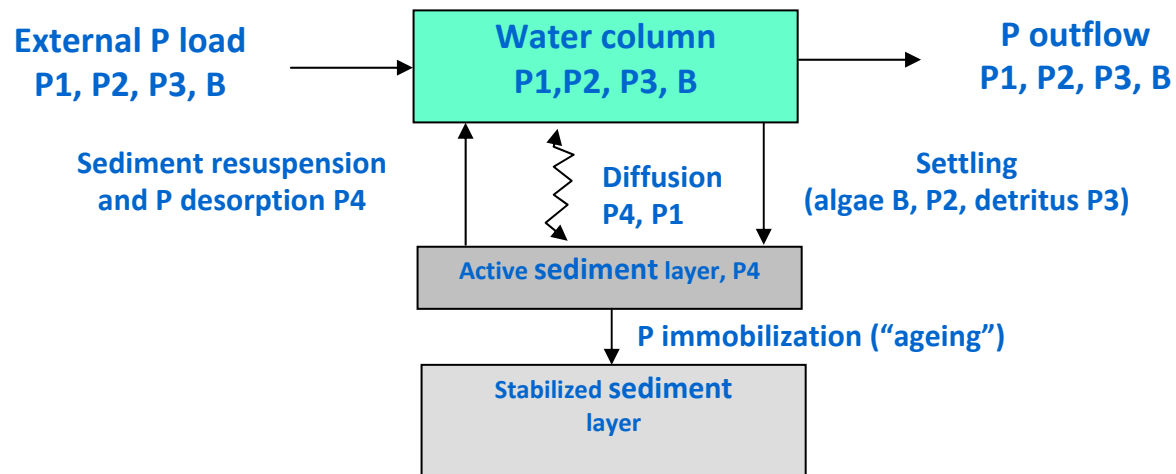 External P load
P1, P2, P3, B
Water column
P1,P2, P3, B
P outflow
P1, P2, P3, B
Sediment resuspension
and P desorption P4
Diffusion
P4, P1
Settling
(algae B, P2, detritus P3)
Active sediment layer, P4
P immobilization (“ageing”)
Stabilized sediment
layer